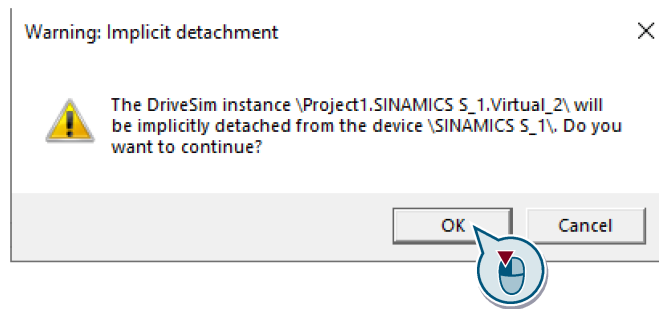 Warning: Implicit detachment
The DriveSim instance \Project1.SINAMICS S_1.Virtual_2\ will
be implicitly detached from the device \SINAMICS S_1\. Do you
want to continue?
OK
Cancel